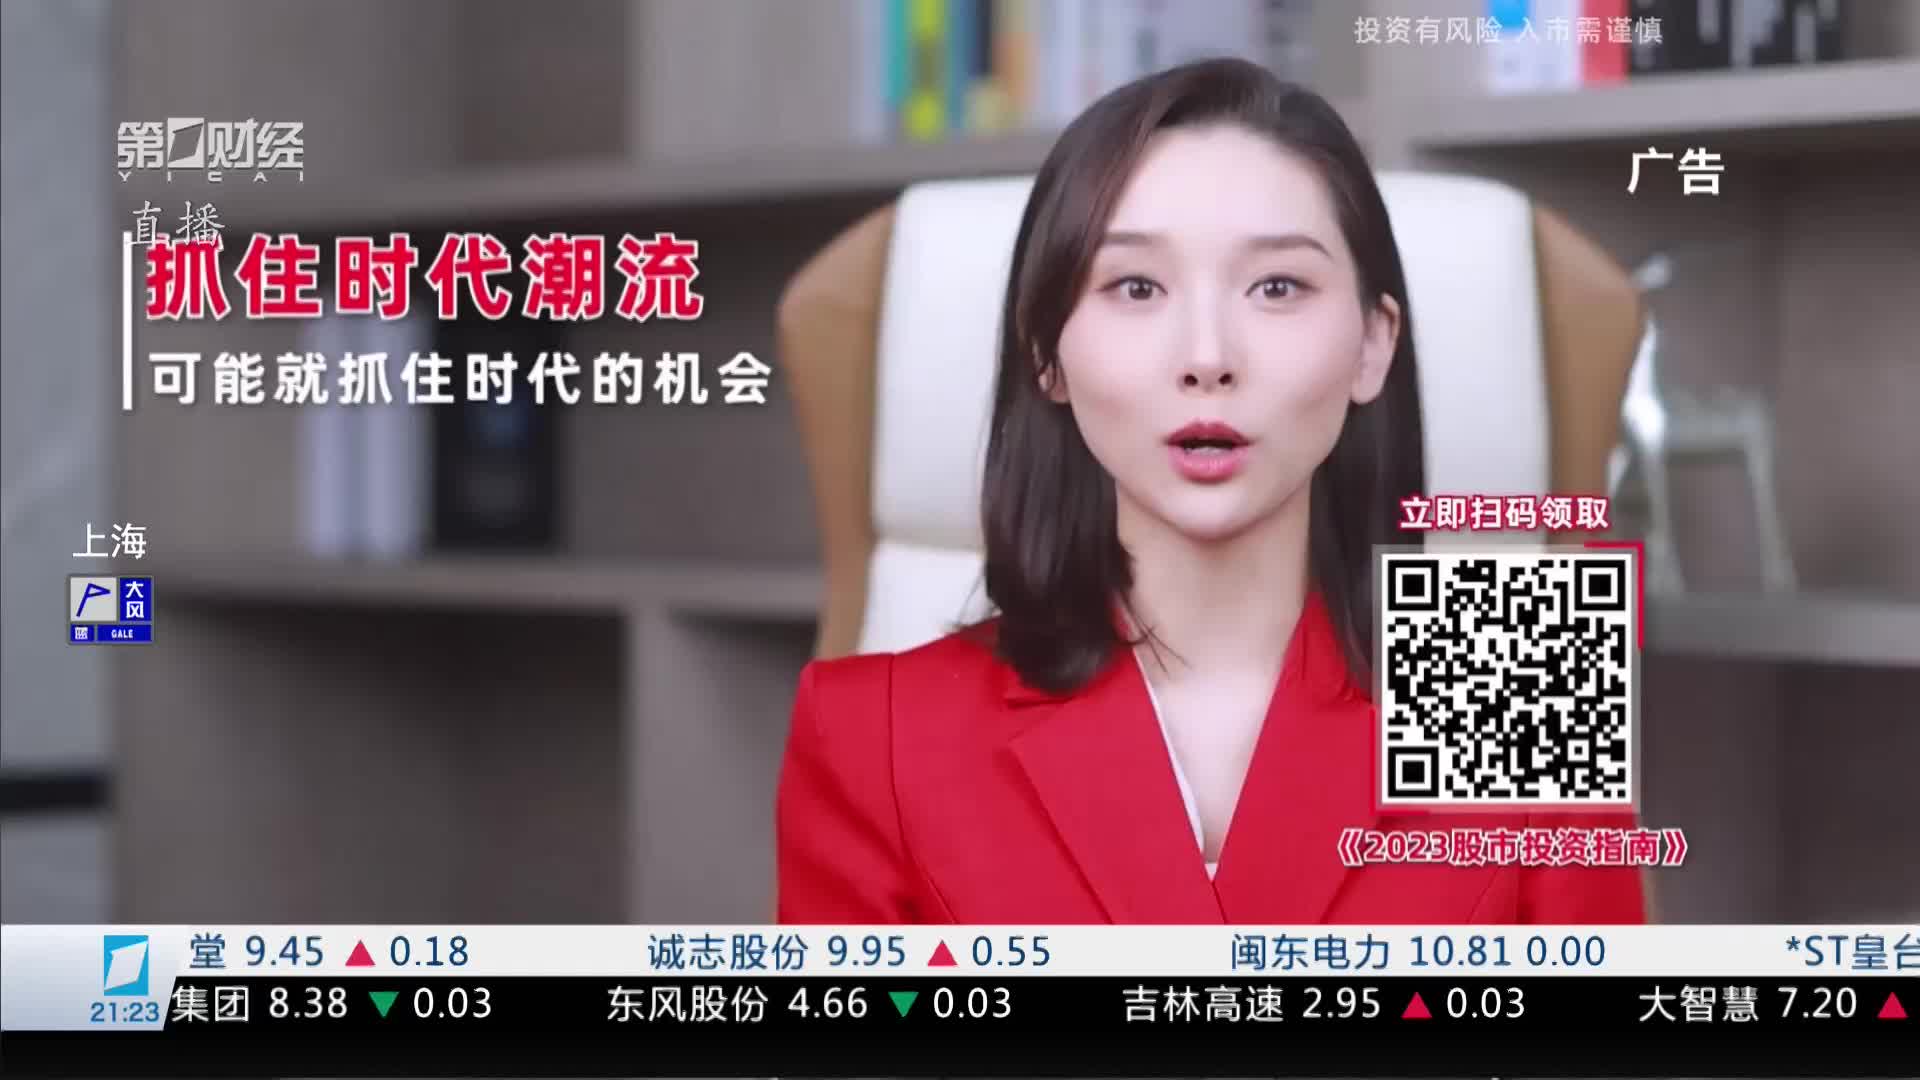 投资有风险 入市需谨慎
第一财经
YICAI
广告
直播
抓住时代潮流
可能就抓住时代的机会
立即扫码领取
上海
大风
蓝 GALE
《2023股市投资指南》
堂 9.45 ▲ 0.18 诚志股份 9.95 ▲ 0.55 闽东电力 10.81 0.00 *ST皇台
21:23
集团 8.38 ▼ 0.03 东风股份 4.66 ▼ 0.03 吉林高速 2.95 ▲ 0.03 大智慧 7.20 ▲